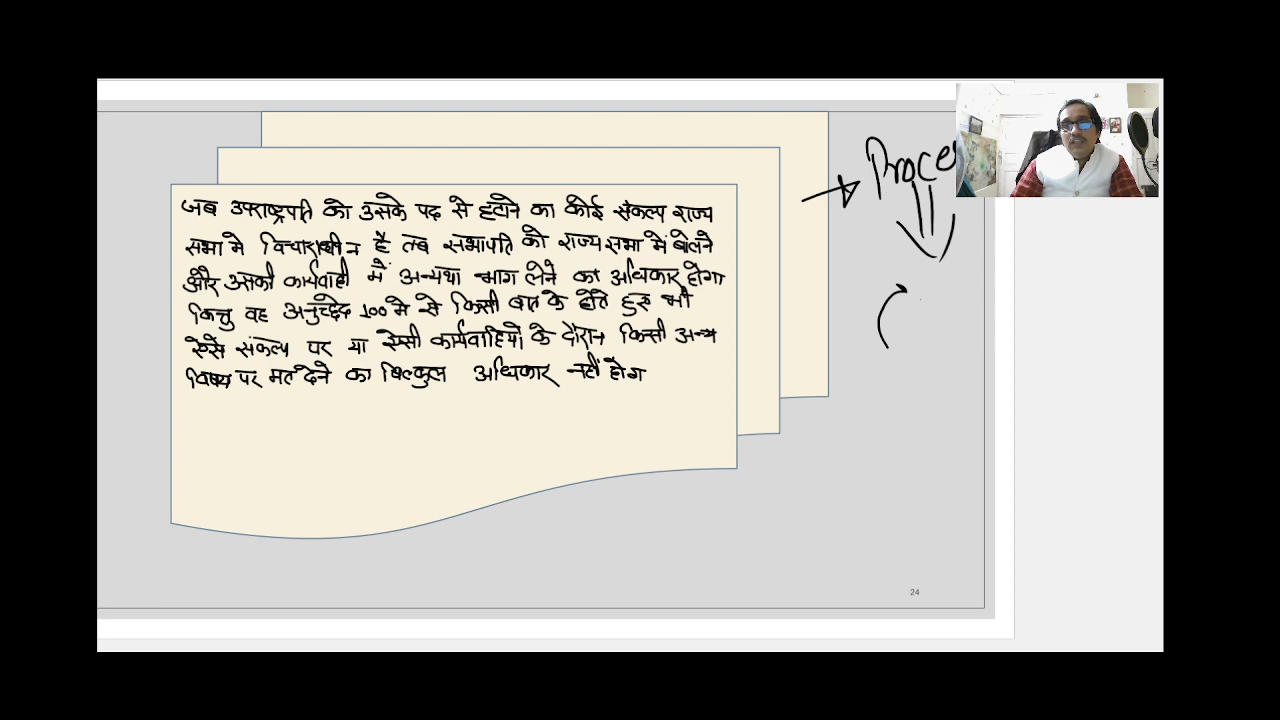 जब उपराष्ट्रपति को उसके पद से हटाने का कोई संकल्प राज्य
सभा मे विचाराधीन है तब सभापति को राज्य सभा में बोलने
और उसकी कार्यवाही में अन्यथा भाग लेने का अधिकार होगा
किन्तु वह अनुच्छेद 100 मे से किसी बात के होते हुए भी
ऐसे संकल्प पर या ऐसी कार्यवाहियों के दौरान किसी अन्य
विषय पर मत देने का बिल्कुल अधिकार नहीं होग
Proce
24